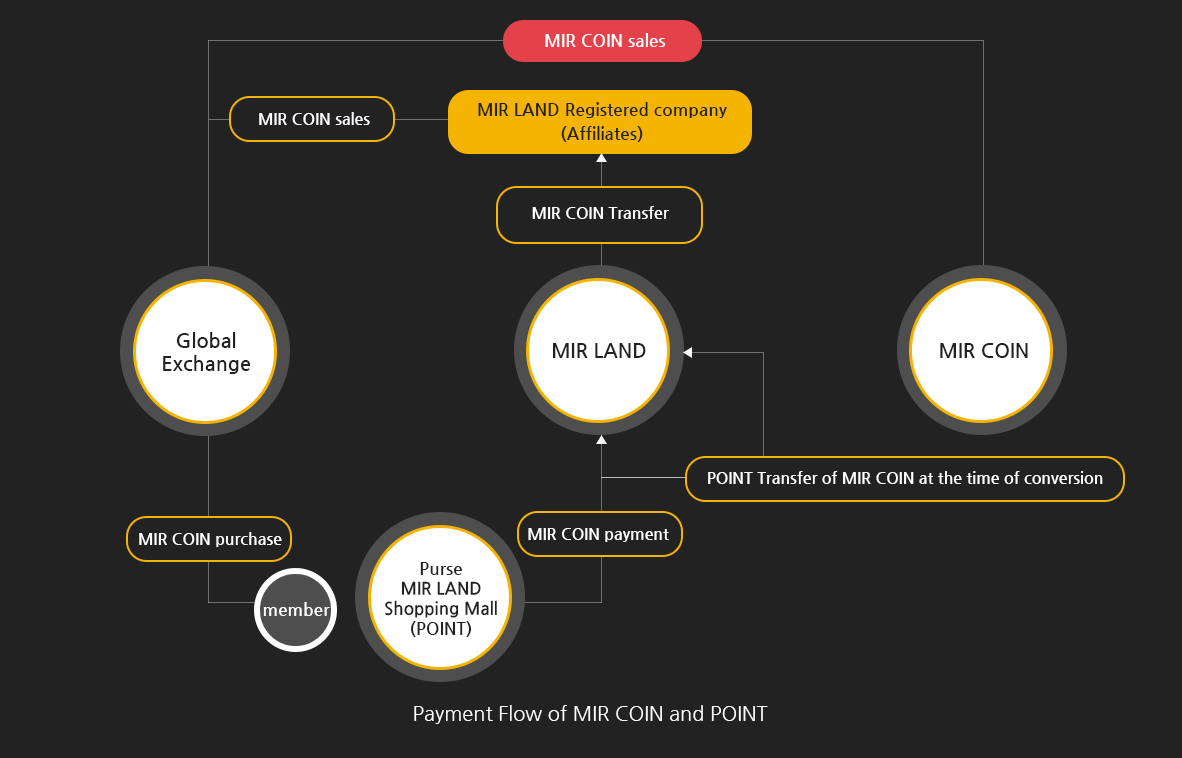 MIR COIN sales
MIR LAND Registered company
(Affiliates)
MIR COIN sales
MIR COIN Transfer
Global
Exchange
MIR LAND
MIR COIN
POINT Transfer of MIR COIN at the time of conversion
MIR COIN purchase
MIR COIN payment
member
Purse
MIR LAND
Shopping Mall
(POINT)
Payment Flow of MIR COIN and POINT